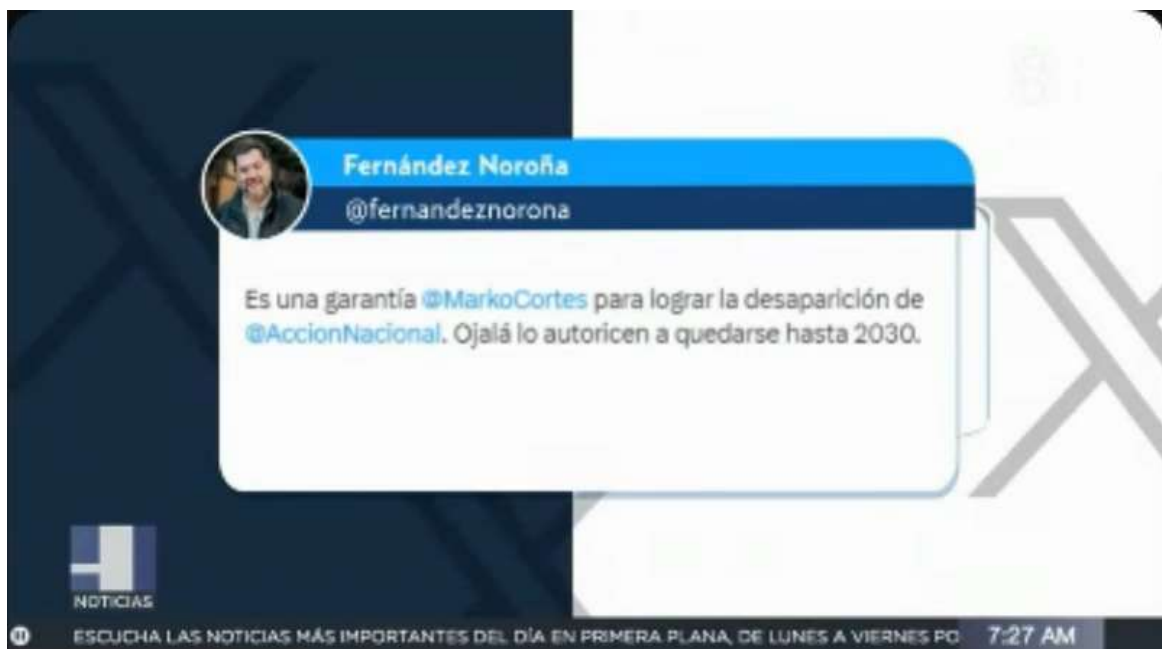 Fernández Noroña
@fernandeznorona
Es una garantía @MarkoCortes para lograr la desaparición de
@AccionNacional. Ojalá lo autoricen a quedarse hasta 2030.
NOTICIAS
ESCUCHA LAS NOTICIAS MÁS IMPORTANTES DEL DÍA EN PRIMERA PLANA, DE LUNES A VIERNES PO
7:27 AM